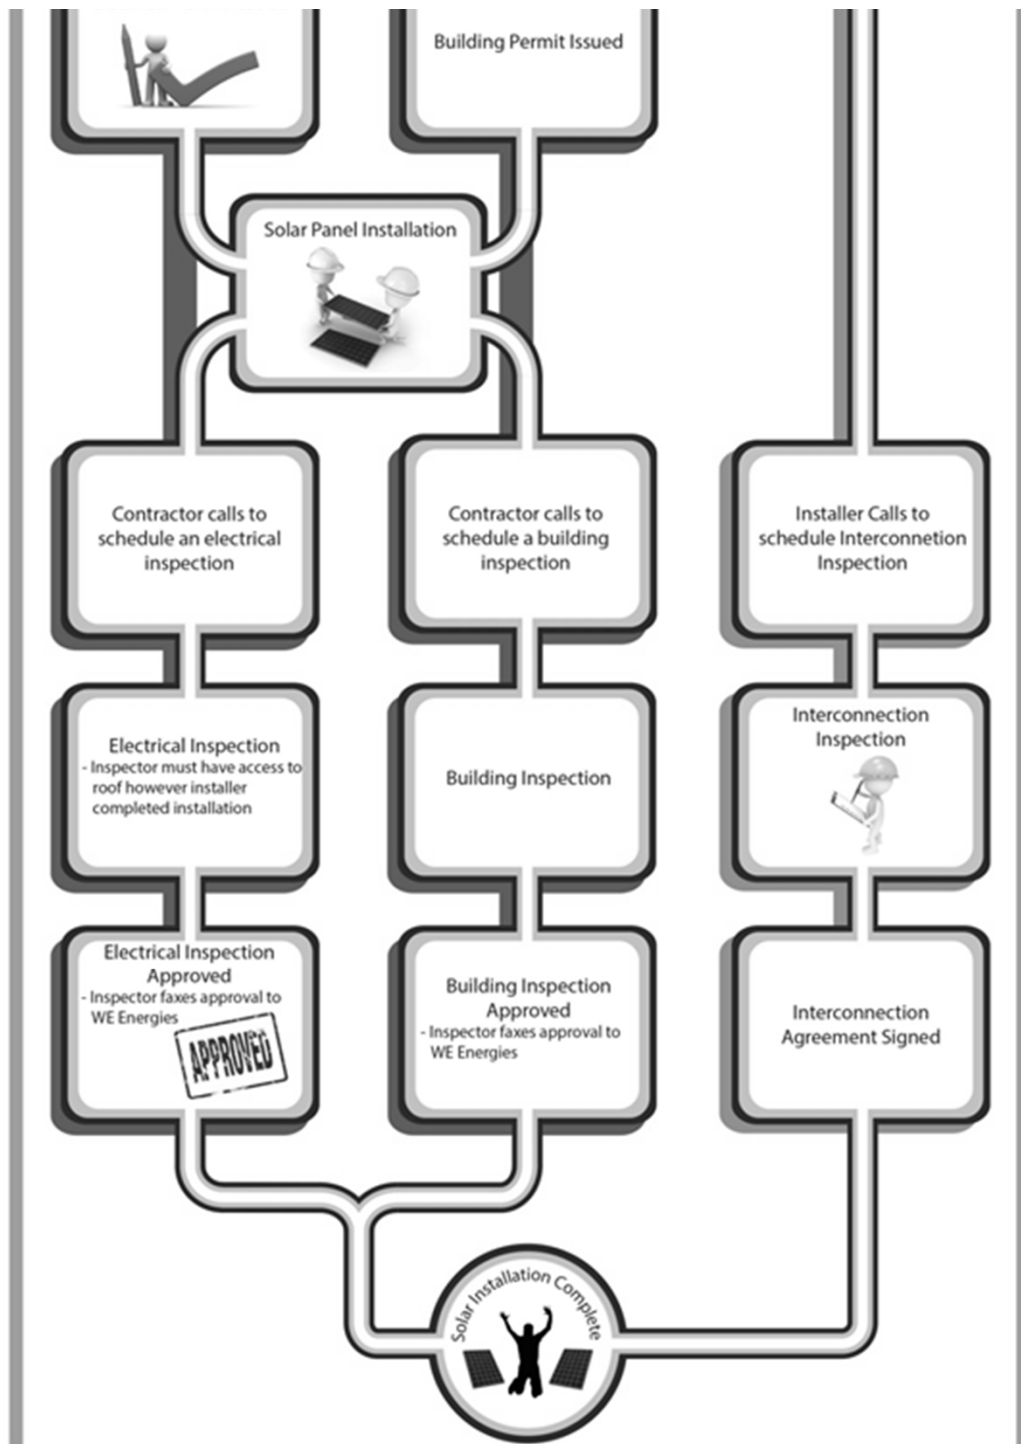 Building Permit Issued
Solar Panel Installation
Contractor calls to
schedule an electrical
inspection
Contractor calls to
schedule a building
inspection
Installer Calls to
schedule Interconnetion
Inspection
Electrical Inspection
- Inspector must have access to
roof however installer
completed installation
Building Inspection
Interconnection
Inspection
Electrical Inspection
Approved
- Inspector faxes approval to
WE Energies
APPROVED
Building Inspection
Approved
- Inspector faxes approval to
WE Energies
Interconnection
Agreement Signed
Solar Installation Complete